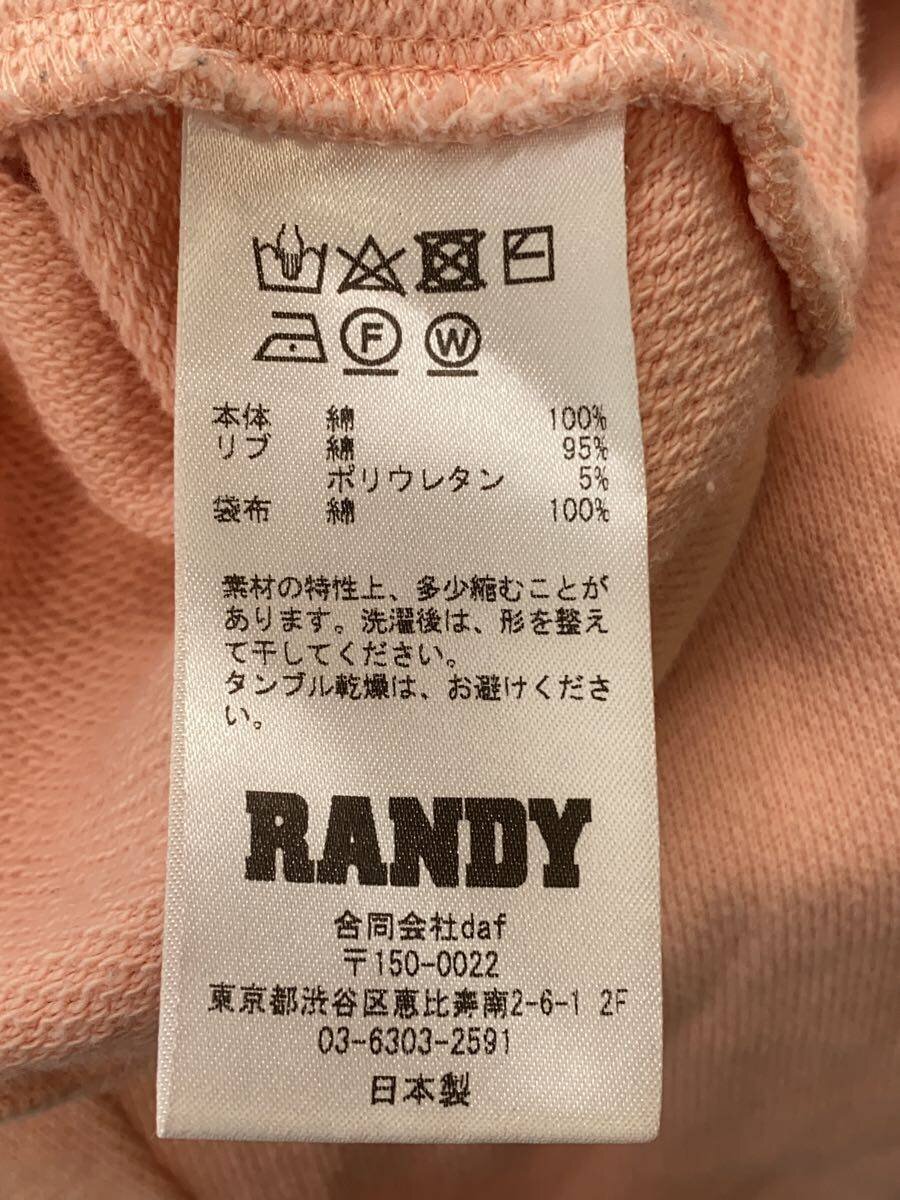 F W
本体 綿 100%
リブ 綿 95%
ポリウレタン 5%
袋布 綿 100%
素材の特性上、多少縮むことが
あります。洗濯後は、形を整え
て干してください。
タンブル乾燥は、お避けくださ
い。
RANDY
合同会社daf
〒150-0022
東京都渋谷区恵比寿南2-6-1 2F
03-6303-2591
日本製